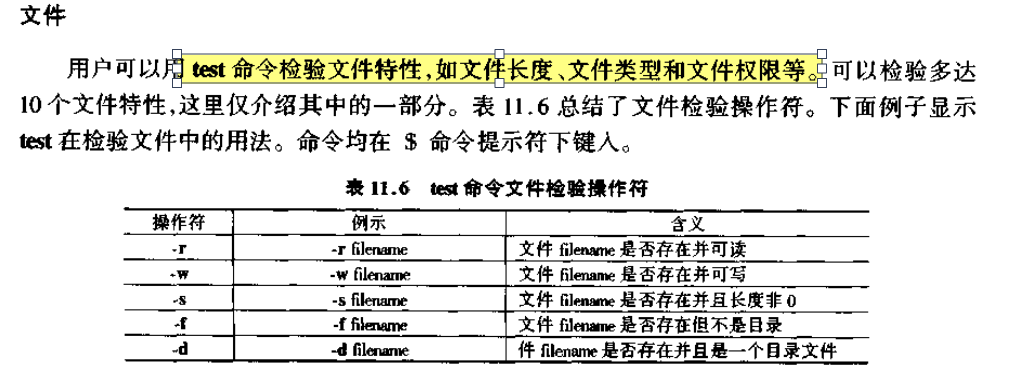 文件
用户可以用 test 命令检验文件特性,如文件长度、文件类型和文件权限等。可以检验多达
10 个文件特性,这里仅介绍其中的一部分。表 11.6 总结了文件检验操作符。下面例子显示
test 在检验文件中的用法。命令均在 $ 命令提示符下键入。
表 11.6 test 命令文件检验操作符
操作符 例示 含义
-r -r filename 文件 filename 是否存在并可读
-w -w filename 文件 filename 是否存在并可写
-s -s filename 文件 filename 是否存在并且长度非 0
-f -f filename 文件 filename 是否存在但不是目录
-d -d filename 件 filename 是否存在并且是一个目录文件